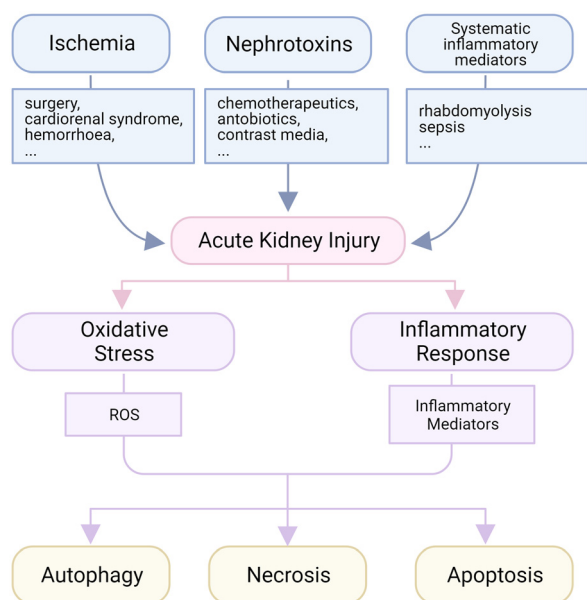 Ischemia
Nephrotoxins
Systematic
inflammatory
mediators
surgery,
cardiorenal syndrome,
hemorrhoea,
...
chemotherapeutics,
antobiotics,
contrast media,
...
rhabdomyolysis
sepsis
...
Acute Kidney Injury
Oxidative
Stress
Inflammatory
Response
ROS
Inflammatory
Mediators
Autophagy
Necrosis
Apoptosis